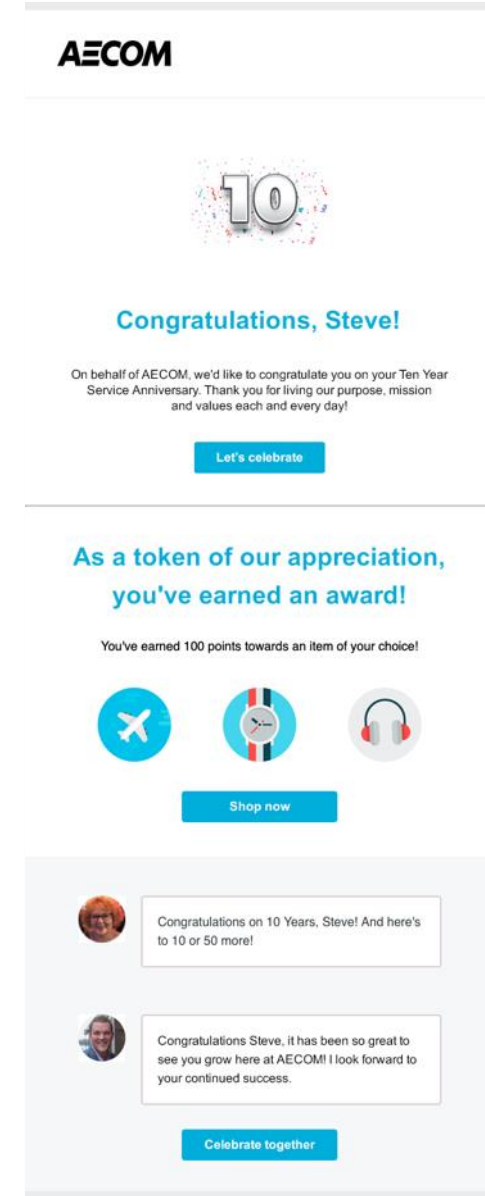 AECOM
10
Congratulations, Steve!
On behalf of AECOM, we'd like to congratulate you on your Ten Year
Service Anniversary. Thank you for living our purpose, mission
and values each and every day!
Let's celebrate
As a token of our appreciation,
you've earned an award!
You've earned 100 points towards an item of your choice!
Shop now
Congratulations on 10 Years, Steve! And here's
to 10 or 50 more!
Congratulations Steve, it has been so great to
see you grow here at AECOM! I look forward to
your continued success.
Celebrate together